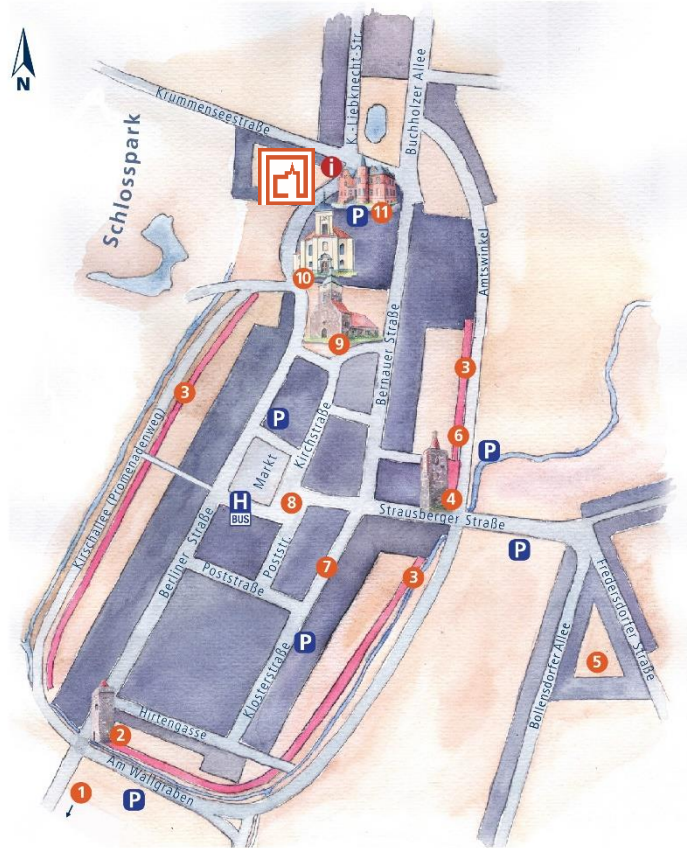 N
K.-Liebknecht-Str.
Buchholzer Allee
Krummenseestraße
Schlosspark
i
P
11
10
Amtswinkel
9
Bernauer Straße
3
3
P
Kirchstraße
6
P
Markt
Kirschallee (Promenadenweg)
H
BUS
8
4
Strausberger Straße
P
Berliner Straße
Poststr.
7
3
Poststraße
Fredersdorfer Straße
P
5
Bollensdorfer Allee
Klosterstraße
Hirtengasse
2
Am Wallgraben
1
P